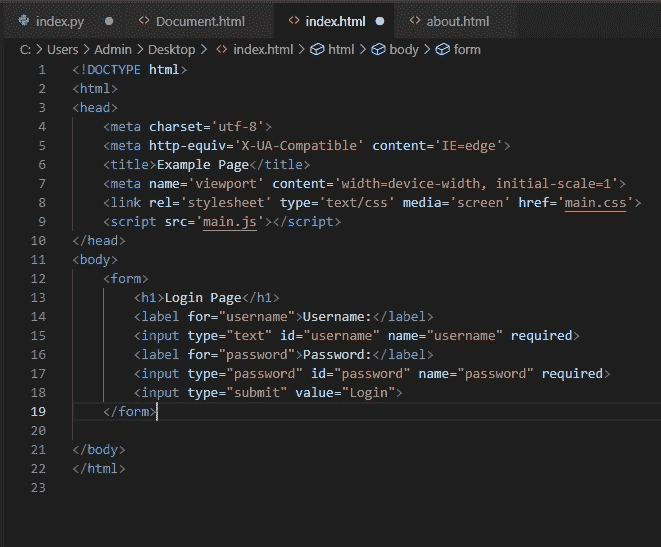 index.py ● <> Document.html <> index.html ● <> about.html
C: > Users > Admin > Desktop > <> index.html > html > body > form
1 <!DOCTYPE html>
2 <html>
3 <head>
4     <meta charset='utf-8'>
5     <meta http-equiv='X-UA-Compatible' content='IE=edge'>
6     <title>Example Page</title>
7     <meta name='viewport' content='width=device-width, initial-scale=1'>
8     <link rel='stylesheet' type='text/css' media='screen' href='main.css'>
9     <script src='main.js'></script>
10 </head>
11 <body>
12     <form>
13         <h1>Login Page</h1>
14         <label for="username">Username:</label>
15         <input type="text" id="username" name="username" required>
16         <label for="password">Password:</label>
17         <input type="password" id="password" name="password" required>
18         <input type="submit" value="Login">
19     </form>
20
21 </body>
22 </html>
23